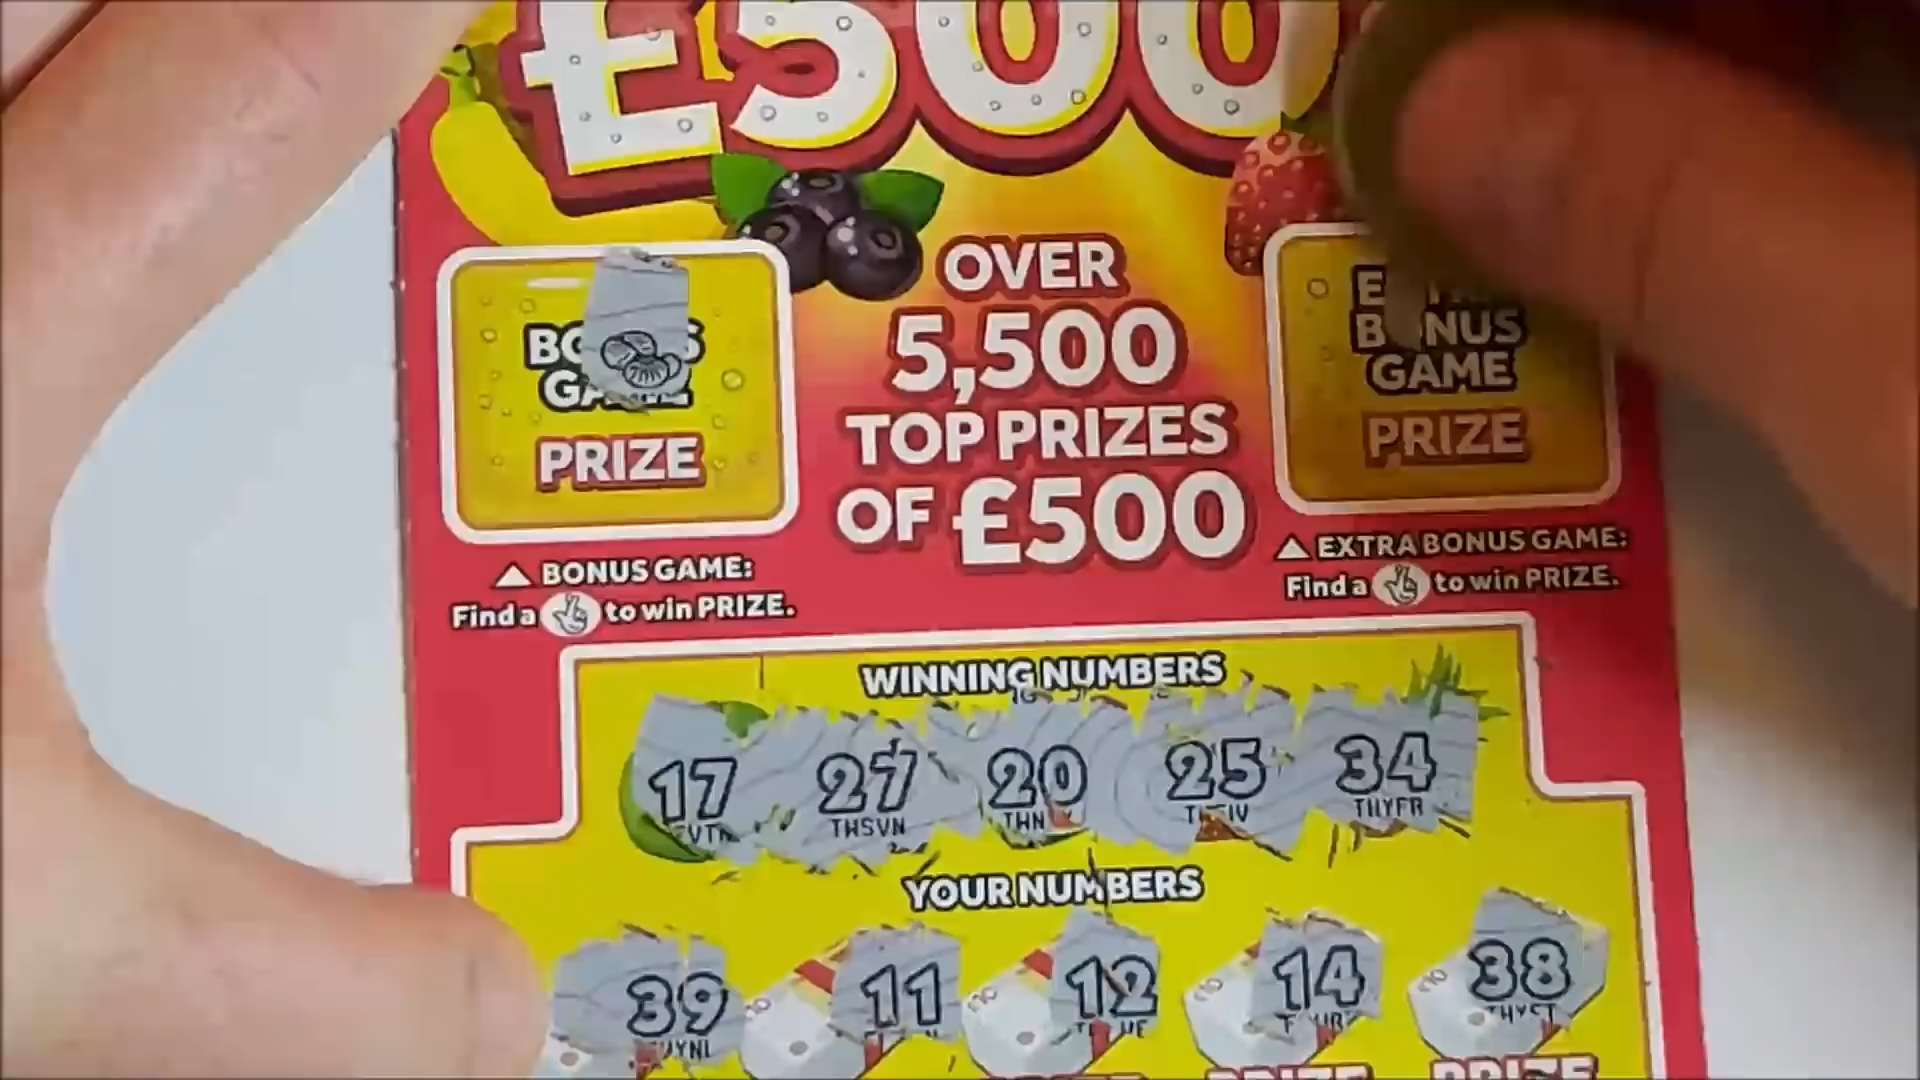 £500
OVER
5,500
TOP PRIZES
OF £500
PRIZE
BONUS
GAME
PRIZE
▲ BONUS GAME:
Find a to win PRIZE.
▲ EXTRA BONUS GAME:
Find a to win PRIZE.
WINNING NUMBERS
17 27 20 25 34
THSVN THYFR
YOUR NUMBERS
39 11 12 14 38
PRIZE PRIZE